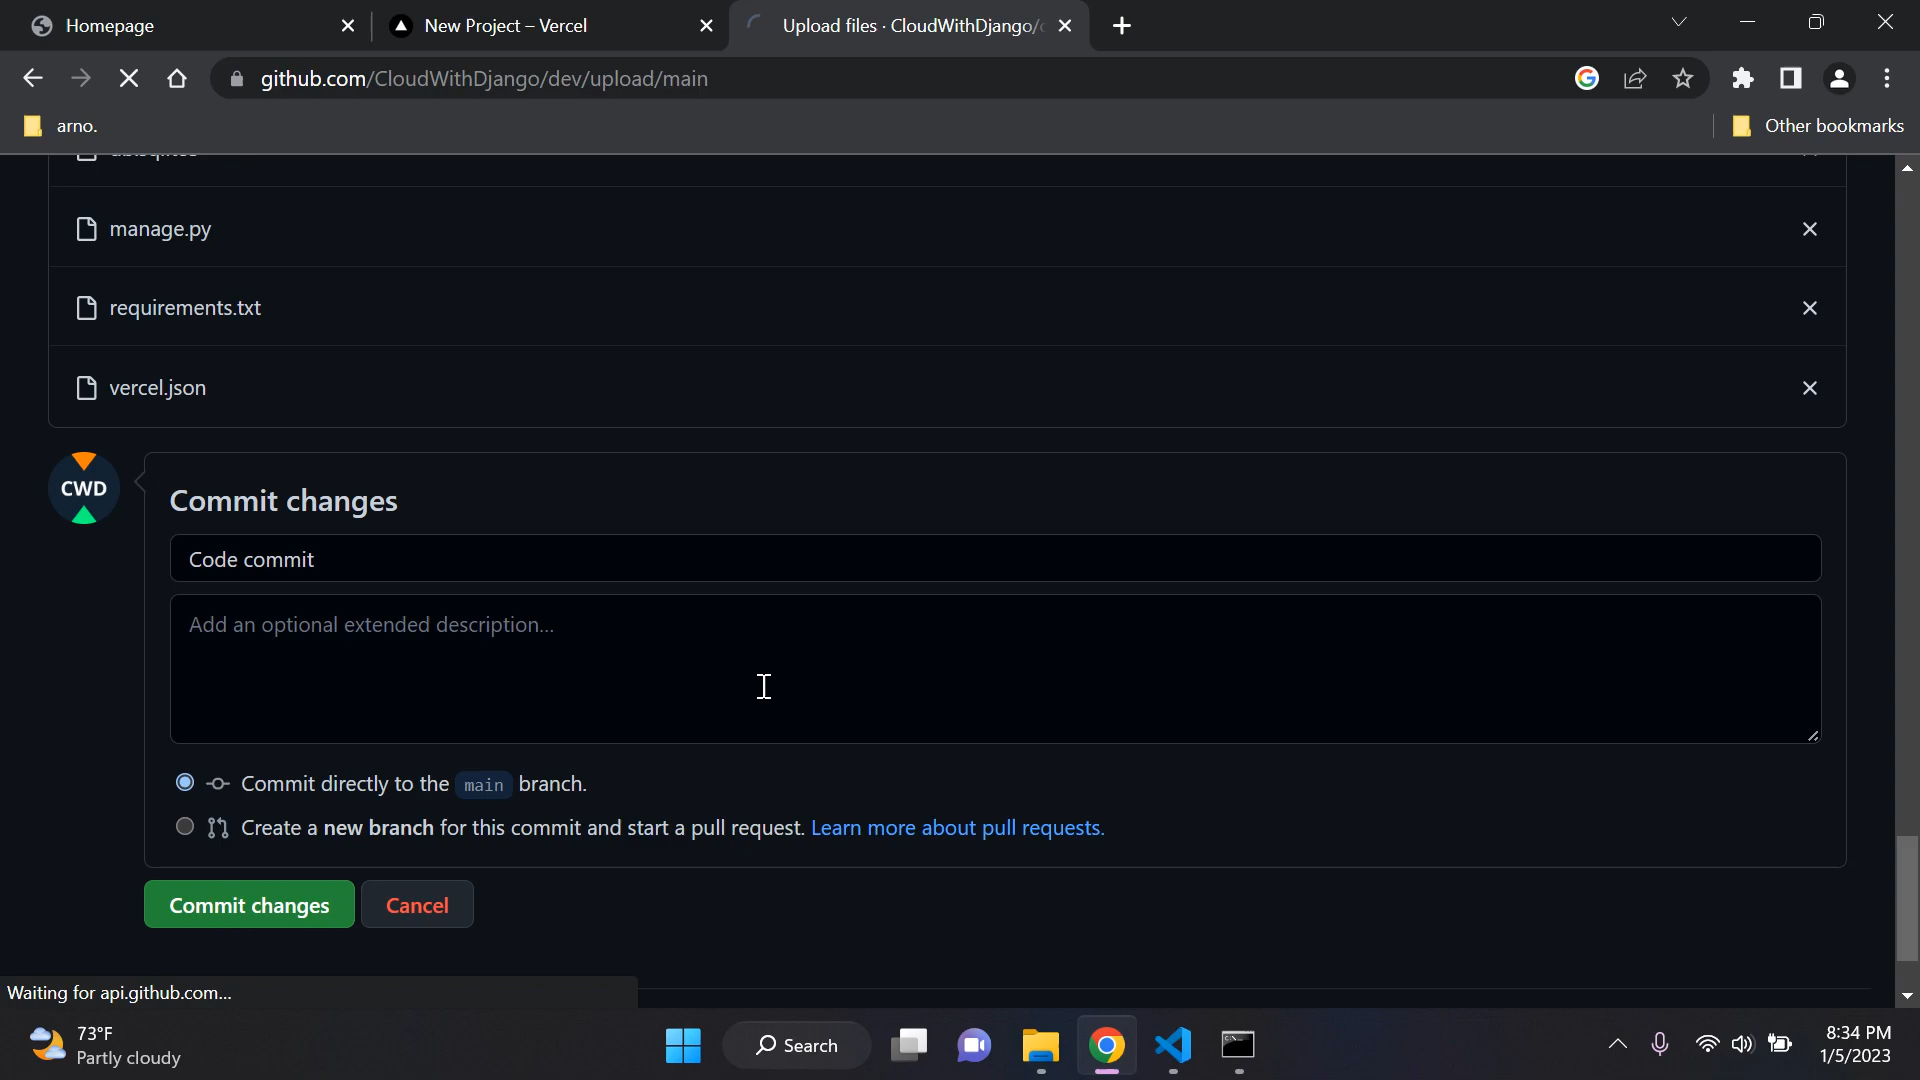 Homepage
New Project – Vercel
Upload files · CloudWithDjango/
github.com/CloudWithDjango/dev/upload/main
arno.
Other bookmarks
manage.py
requirements.txt
vercel.json
CWD
Commit changes
Code commit
Add an optional extended description...
Commit directly to the main branch.
Create a new branch for this commit and start a pull request. Learn more about pull requests.
Commit changes
Cancel
Waiting for api.github.com...
73°F
Partly cloudy
Search
8:34 PM
1/5/2023